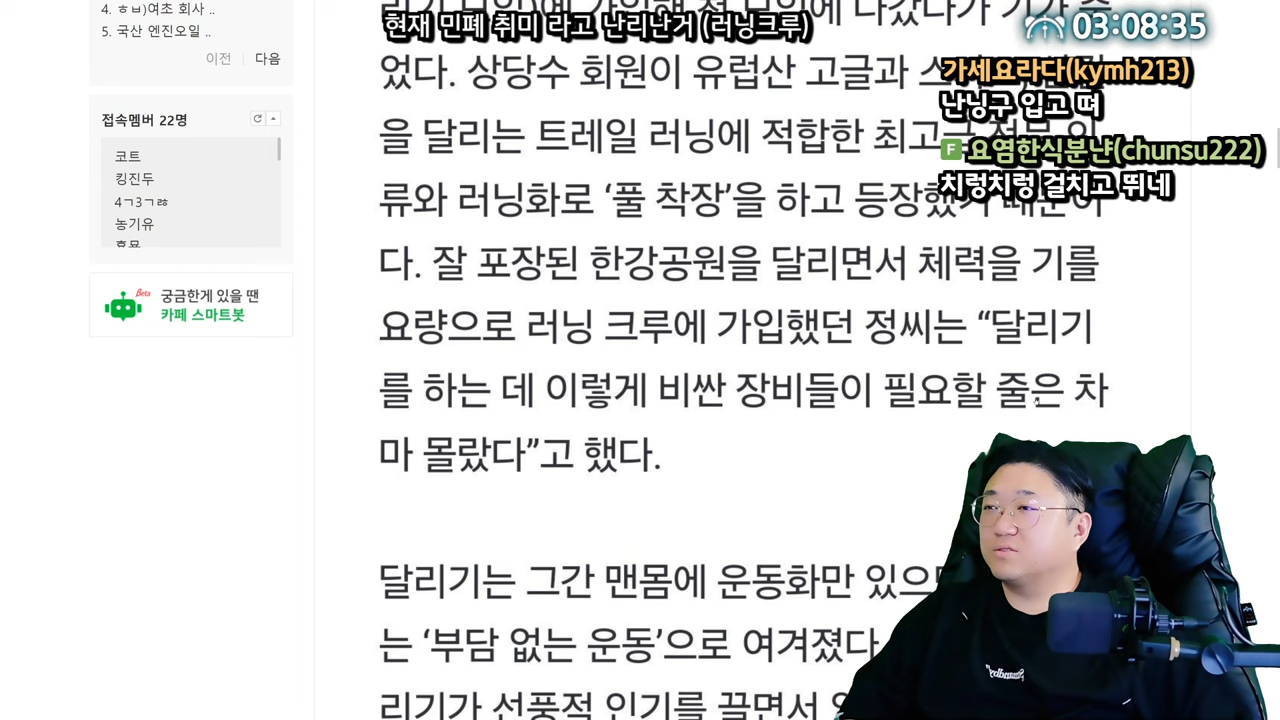 4. ㅎㅂ)여초 회사 ..
5. 국산 엔진오일 ..
이전
다음
접속멤버 22명
코트
킹진두
4ㄱ3ㄱㅉ
농기유
궁금한게 있을 땐
카페 스마트봇
Beta
현재 민폐 취미 라고 난리난거 (러닝크루)
03:08:35
었다. 상당수 회원이 유럽산 고글과
을 달리는 트레일 러닝에 적합한 최고급
류와 러닝화로 ‘풀 착장’을 하고 등장했기 때문이
다. 잘 포장된 한강공원을 달리면서 체력을 기를
요량으로 러닝 크루에 가입했던 정씨는 “달리기
를 하는 데 이렇게 비싼 장비들이 필요할 줄은 차
마 몰랐다”고 했다.
달리기는 그간 맨몸에 운동화만
는 ‘부담 없는 운동’으로 여겨졌다
리기가 선풍적 인기를 끌면서
가세요라다(kymh213)
난닝구 입고 뗘
F 요염한식분냔(chunsu222)
치렁치렁 걸치고 뛰네